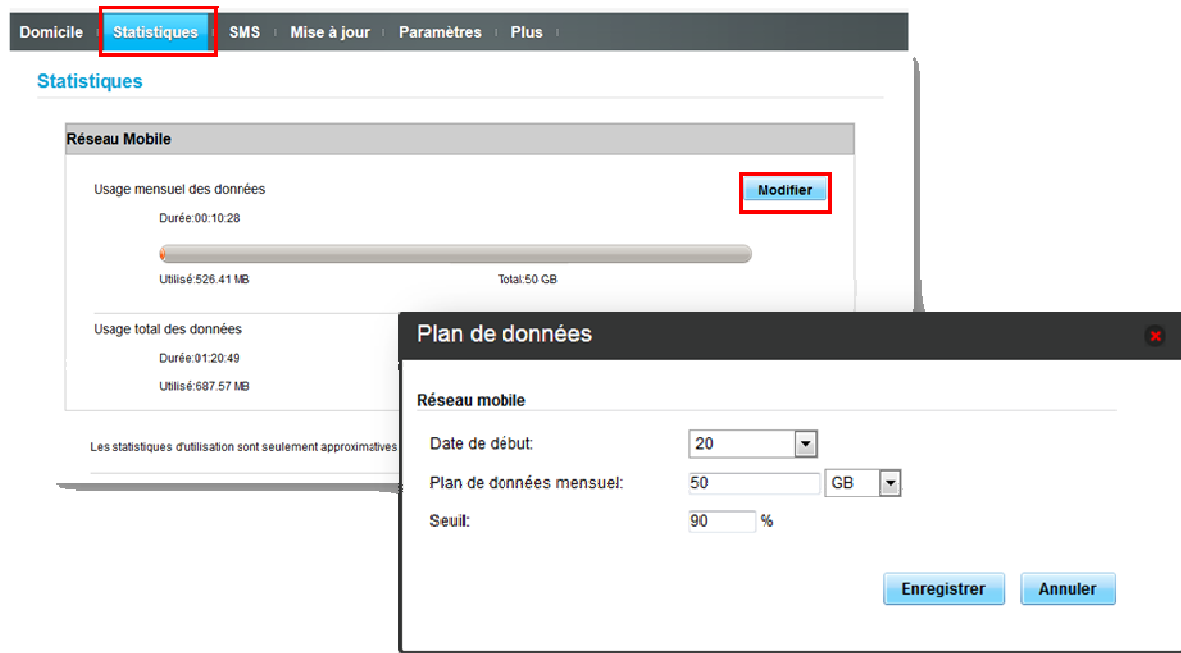 Domicile Statistiques SMS Mise à jour Paramètres Plus
Statistiques
Réseau Mobile
Usage mensuel des données
Modifier
Durée:00:10:28
Utilisé:526.41 MB Total:50 GB
Usage total des données
Durée:01:20:49
Utilisé:687.57 MB
Les statistiques d'utilisation sont seulement approximatives
Plan de données
Réseau mobile
Date de début: 20
Plan de données mensuel: 50 GB
Seuil: 90 %
Enregistrer Annuler